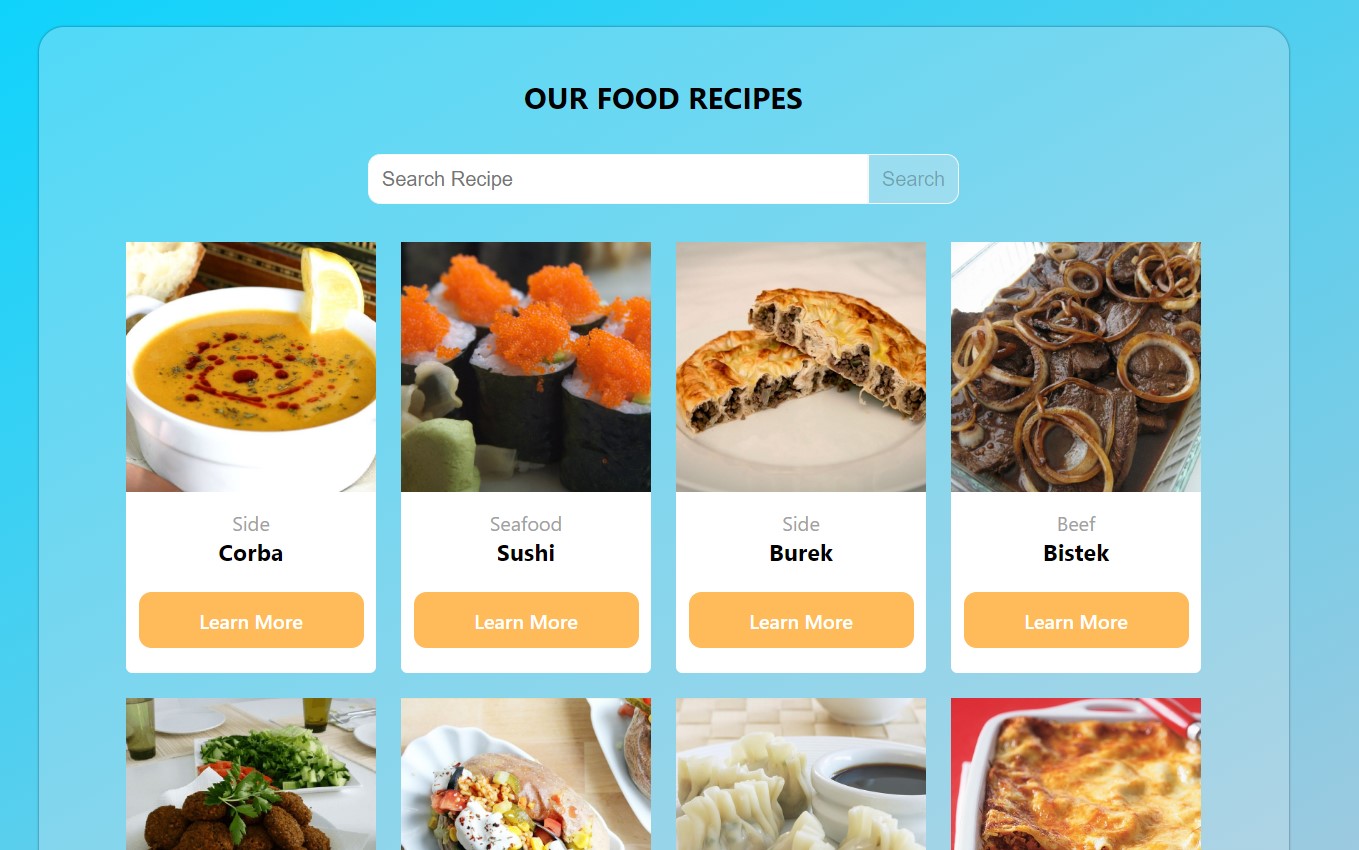 OUR FOOD RECIPES
Search Recipe
Search
Side
Corba
Learn More
Seafood
Sushi
Learn More
Side
Burek
Learn More
Beef
Bistek
Learn More